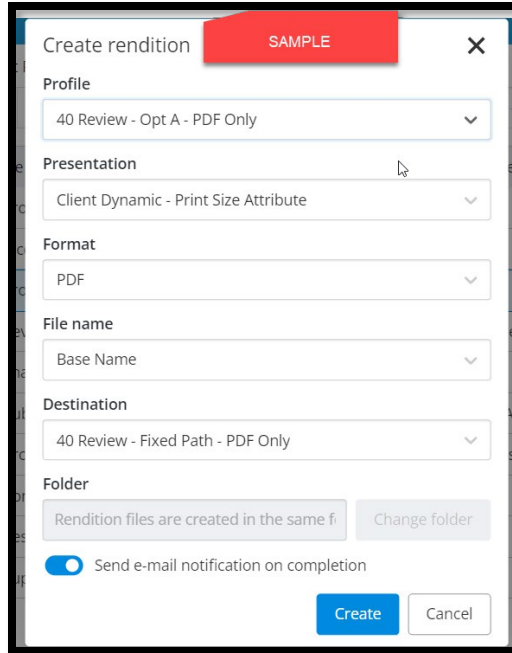 Create rendition
SAMPLE
Profile
40 Review - Opt A - PDF Only
Presentation
Client Dynamic - Print Size Attribute
Format
PDF
File name
Base Name
Destination
40 Review - Fixed Path - PDF Only
Folder
Rendition files are created in the same
Change folder
Send e-mail notification on completion
Create
Cancel